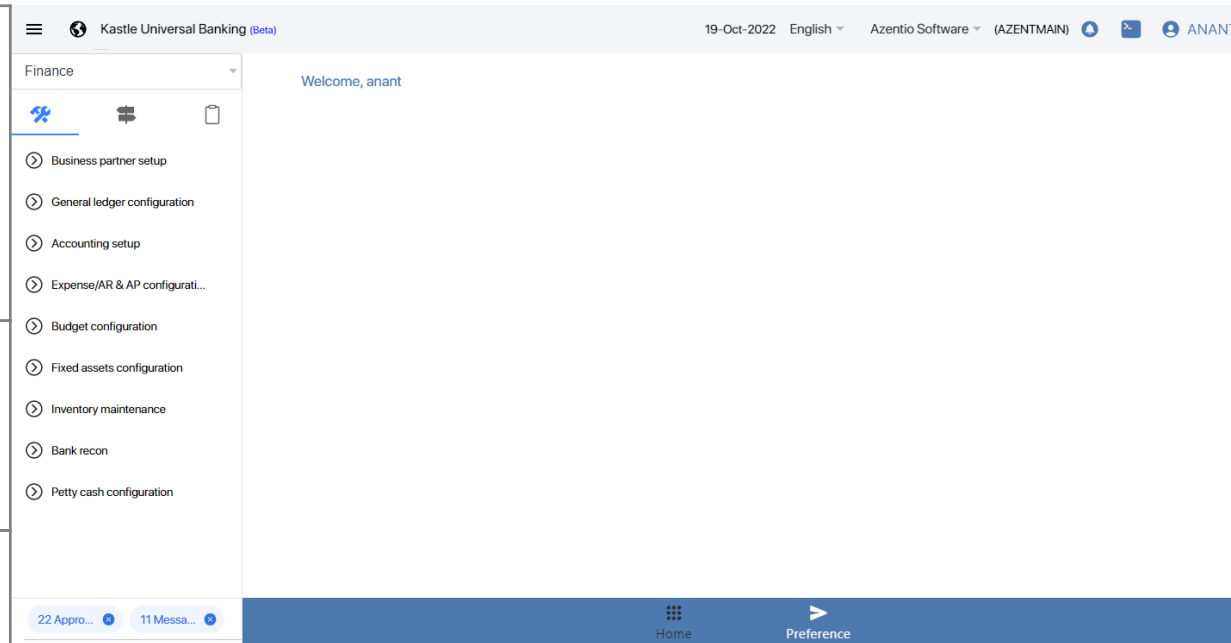 Kastle Universal Banking (Beta) 19-Oct-2022 English Azentio Software (AZENTMAIN) ANANT
Finance
Welcome, anant
Business partner setup
General ledger configuration
Accounting setup
Expense/AR & AP configurati...
Budget configuration
Fixed assets configuration
Inventory maintenance
Bank recon
Petty cash configuration
22 Appro... 11 Messa...
Home Preference